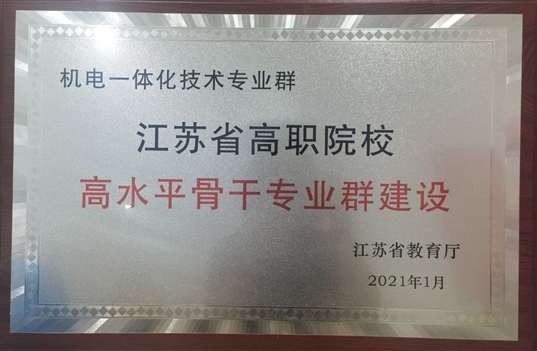 机电一体化技术专业群
江苏省高职院校
高水平骨干专业群建设
江苏省教育厅
2021年1月